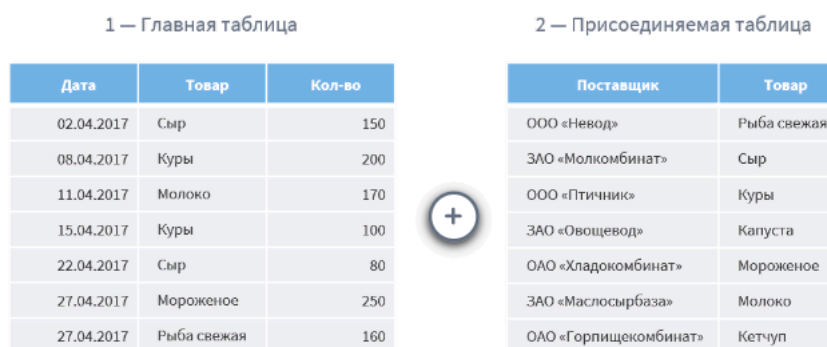 1 — Главная таблица
Дата Товар Кол-во
02.04.2017 Сыр 150
08.04.2017 Куры 200
11.04.2017 Молоко 170
15.04.2017 Куры 100
22.04.2017 Сыр 80
27.04.2017 Мороженое 250
27.04.2017 Рыба свежая 160
+
2 — Присоединяемая таблица
Поставщик Товар
ООО «Невод» Рыба свежая
ЗАО «Молкомбинат» Сыр
ООО «Птичник» Куры
ЗАО «Овощевод» Капуста
ОАО «Хладокомбинат» Мороженое
ЗАО «Маслосырбаза» Молоко
ОАО «Горпищекомбинат» Кетчуп